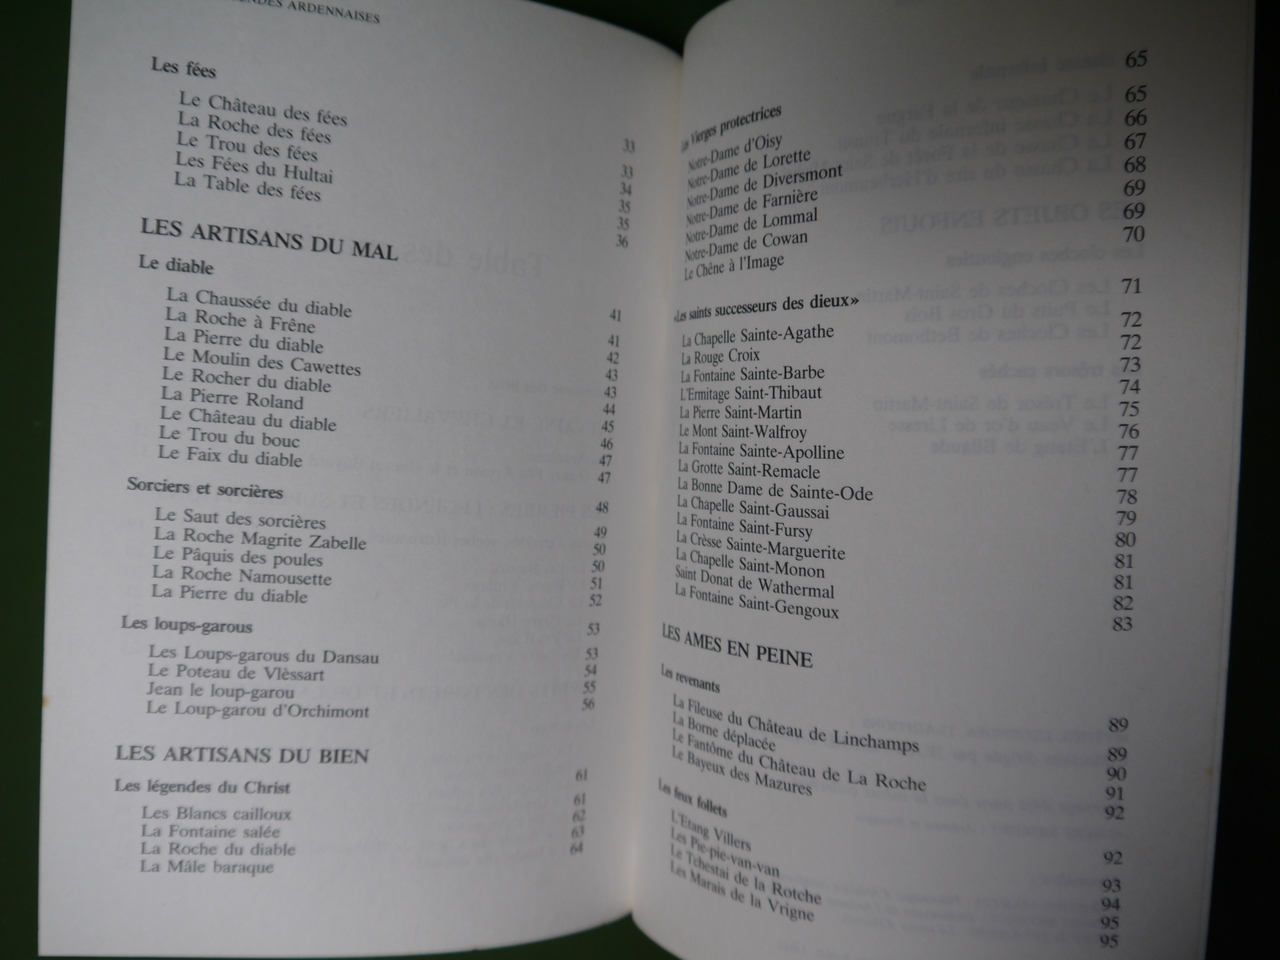 ARDENNAISES
Les fées 33
Le Château des fées 33
La Roche des fées 34
Le Trou des fées 35
Les Fées du Hultai 35
La Table des fées 36
LES ARTISANS DU MAL
Le diable 41
La Chaussée du diable 41
La Roche à Frêne 42
La Pierre du diable 43
Le Moulin des Cawettes 43
Le Rocher du diable 44
La Pierre Roland 45
Le Château du diable 46
Le Trou du bouc 47
Le Faix du diable 47
Sorciers et sorcières 48
Le Saut des sorcières 49
La Roche Magrite Zabelle 50
Le Pâquis des poules 50
La Roche Namousette 51
La Pierre du diable 52
Les loups-garous 53
Les Loups-garous du Dansau 53
Le Poteau de Vlèssart 54
Jean le loup-garou 55
Le Loup-garou d'Orchimont 56
LES ARTISANS DU BIEN
Les légendes du Christ 61
Les Blancs cailloux 61
La Fontaine salée 62
La Roche du diable 63
La Mâle baraque 64
Les Vierges protectrices 65
Notre-Dame d'Oisy 65
Notre-Dame de Lorette 66
Notre-Dame de Diversmont 67
Notre-Dame de Farnière 68
Notre-Dame de Lommal 69
Notre-Dame de Cowan 69
Le Chêne à l'Image 70
«Les saints successeurs des dieux» 71
La Chapelle Sainte-Agathe 72
La Rouge Croix 72
La Fontaine Sainte-Barbe 73
L'Ermitage Saint-Thibaut 74
La Pierre Saint-Martin 75
Le Mont Saint-Walfroy 76
La Fontaine Sainte-Apolline 77
La Grotte Saint-Remacle 77
La Bonne Dame de Sainte-Ode 78
La Chapelle Saint-Gaussai 79
La Fontaine Saint-Fursy 80
La Crèsse Sainte-Marguerite 81
La Chapelle Saint-Monon 81
Saint Donat de Wathermal 82
La Fontaine Saint-Gengoux 83
LES AMES EN PEINE
Les revenants 89
La Fileuse du Château de Linchamps 89
La Borne déplacée 90
Le Fantôme du Château de La Roche 91
Le Bayeux des Mazures 92
Les feux follets 92
L'Etang Villers 93
Les Pie-pie-van-van 94
Le Tchestai de la Rotche 95
Les Marais de la Vrigne 95